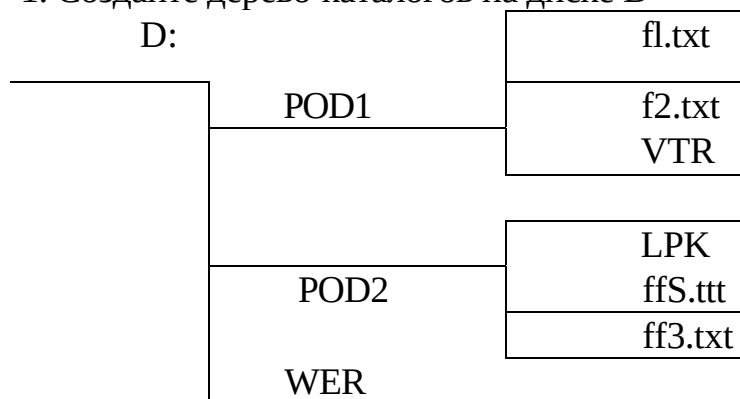 1. Создайте дерево каталогов на диске D
D:
fl.txt
POD1
f2.txt
VTR
LPK
POD2
ffS.ttt
ff3.txt
WER